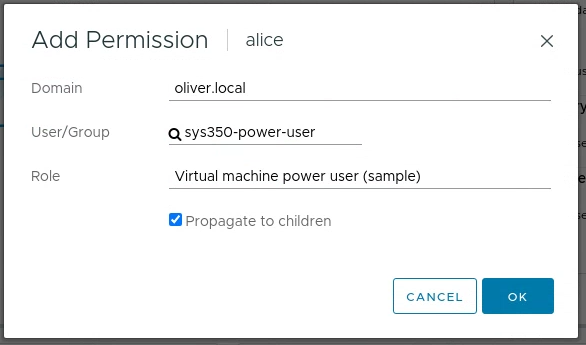 Add Permission alice
Domain oliver.local
User/Group sys350-power-user
Role Virtual machine power user (sample)
Propagate to children
CANCEL OK